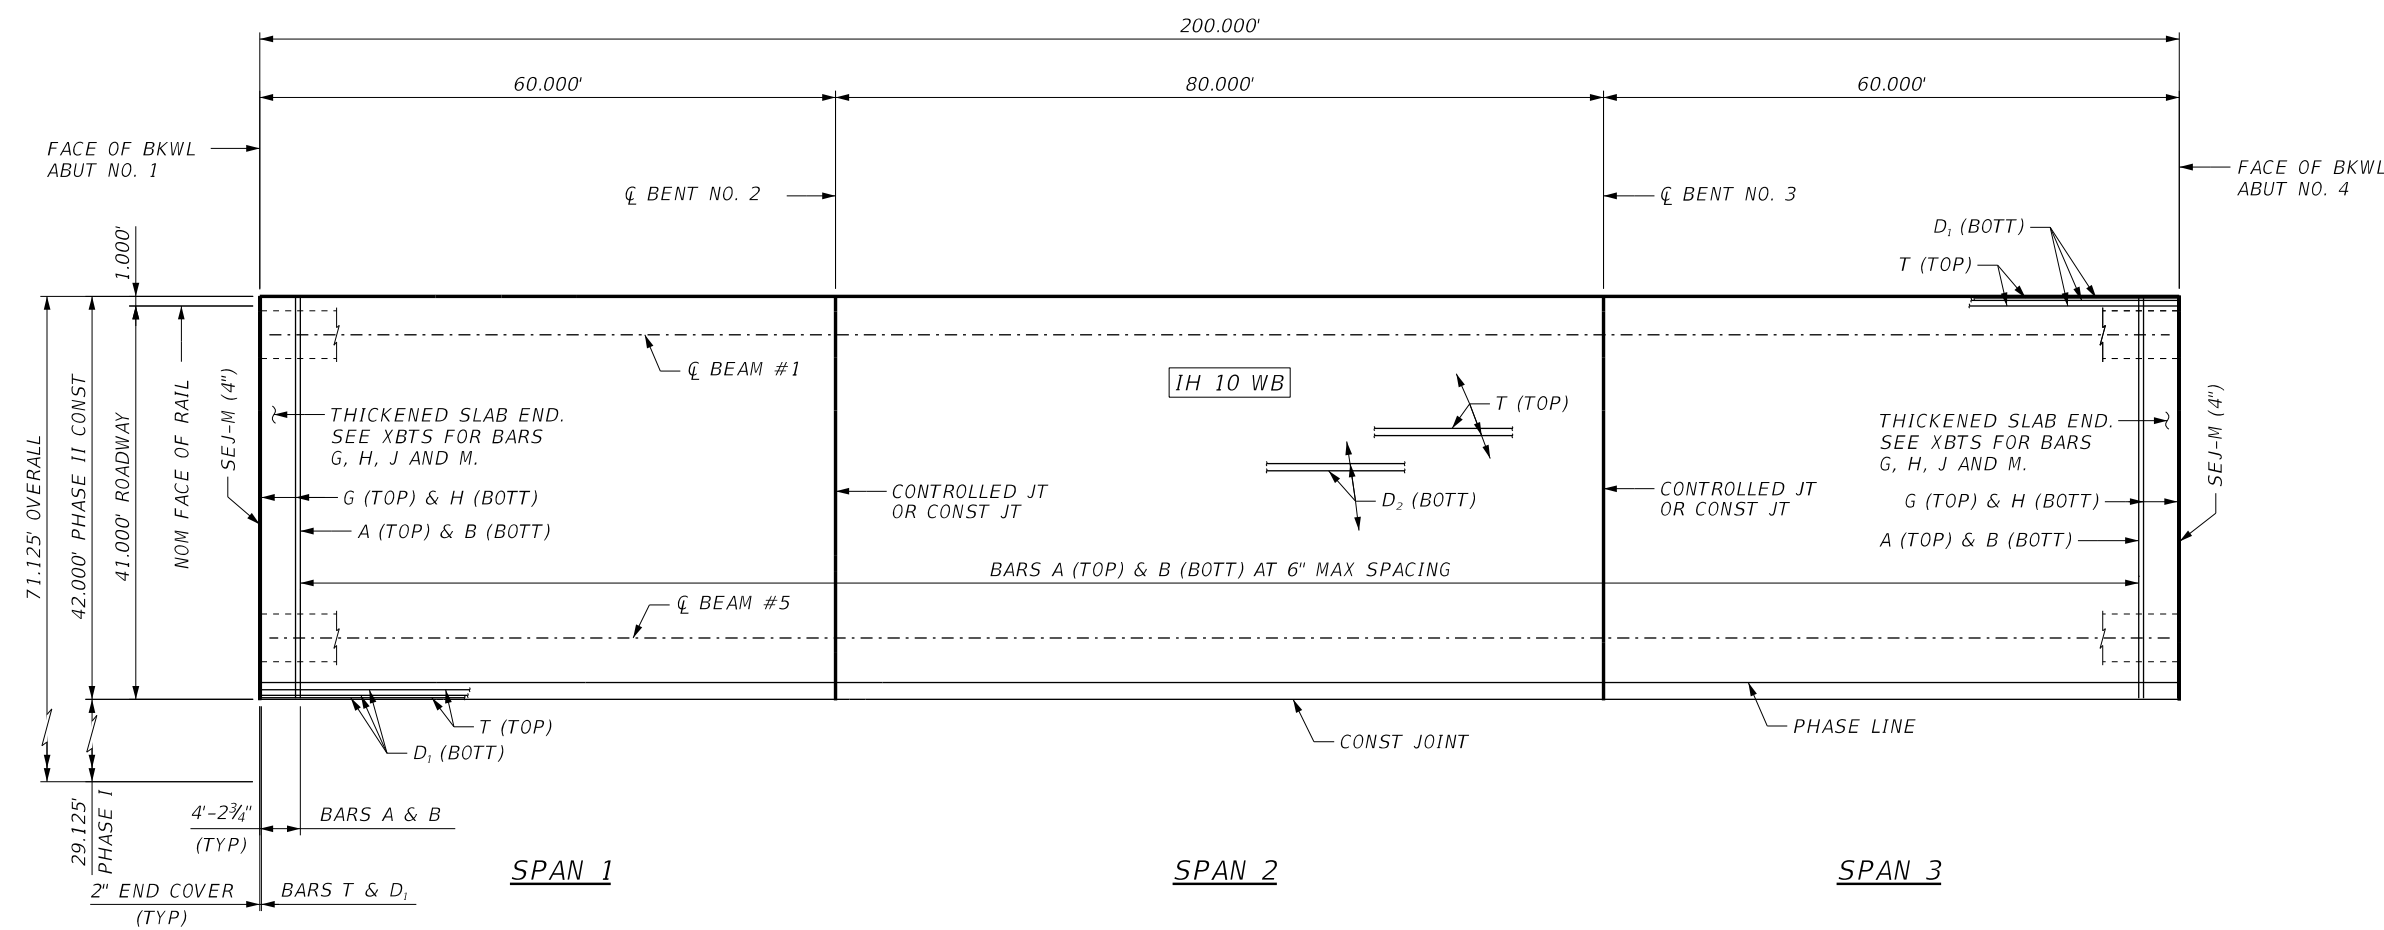 200.000'
60.000'
80.000'
60.000'
FACE OF BKWL
ABUT NO. 1
℄ BENT NO. 2
℄ BENT NO. 3
FACE OF BKWL
ABUT NO. 4
1.000'
D₁ (BOTT)
T (TOP)
℄ BEAM #1
IH 10 WB
T (TOP)
D₂ (BOTT)
71.125' OVERALL
42.000' PHASE II CONST
41.000' ROADWAY
NOM FACE OF RAIL
SEJ-M (4")
THICKENED SLAB END.
SEE XBTS FOR BARS
G, H, J AND M.
G (TOP) & H (BOTT)
A (TOP) & B (BOTT)
CONTROLLED JT
OR CONST JT
CONTROLLED JT
OR CONST JT
THICKENED SLAB END.
SEE XBTS FOR BARS
G, H, J AND M.
G (TOP) & H (BOTT)
A (TOP) & B (BOTT)
SEJ-M (4")
BARS A (TOP) & B (BOTT) AT 6" MAX SPACING
℄ BEAM #5
T (TOP)
D₁ (BOTT)
CONST JOINT
PHASE LINE
29.125'
PHASE I
4'-2¾"
(TYP)
BARS A & B
2" END COVER
(TYP)
BARS T & D₁
SPAN 1
SPAN 2
SPAN 3